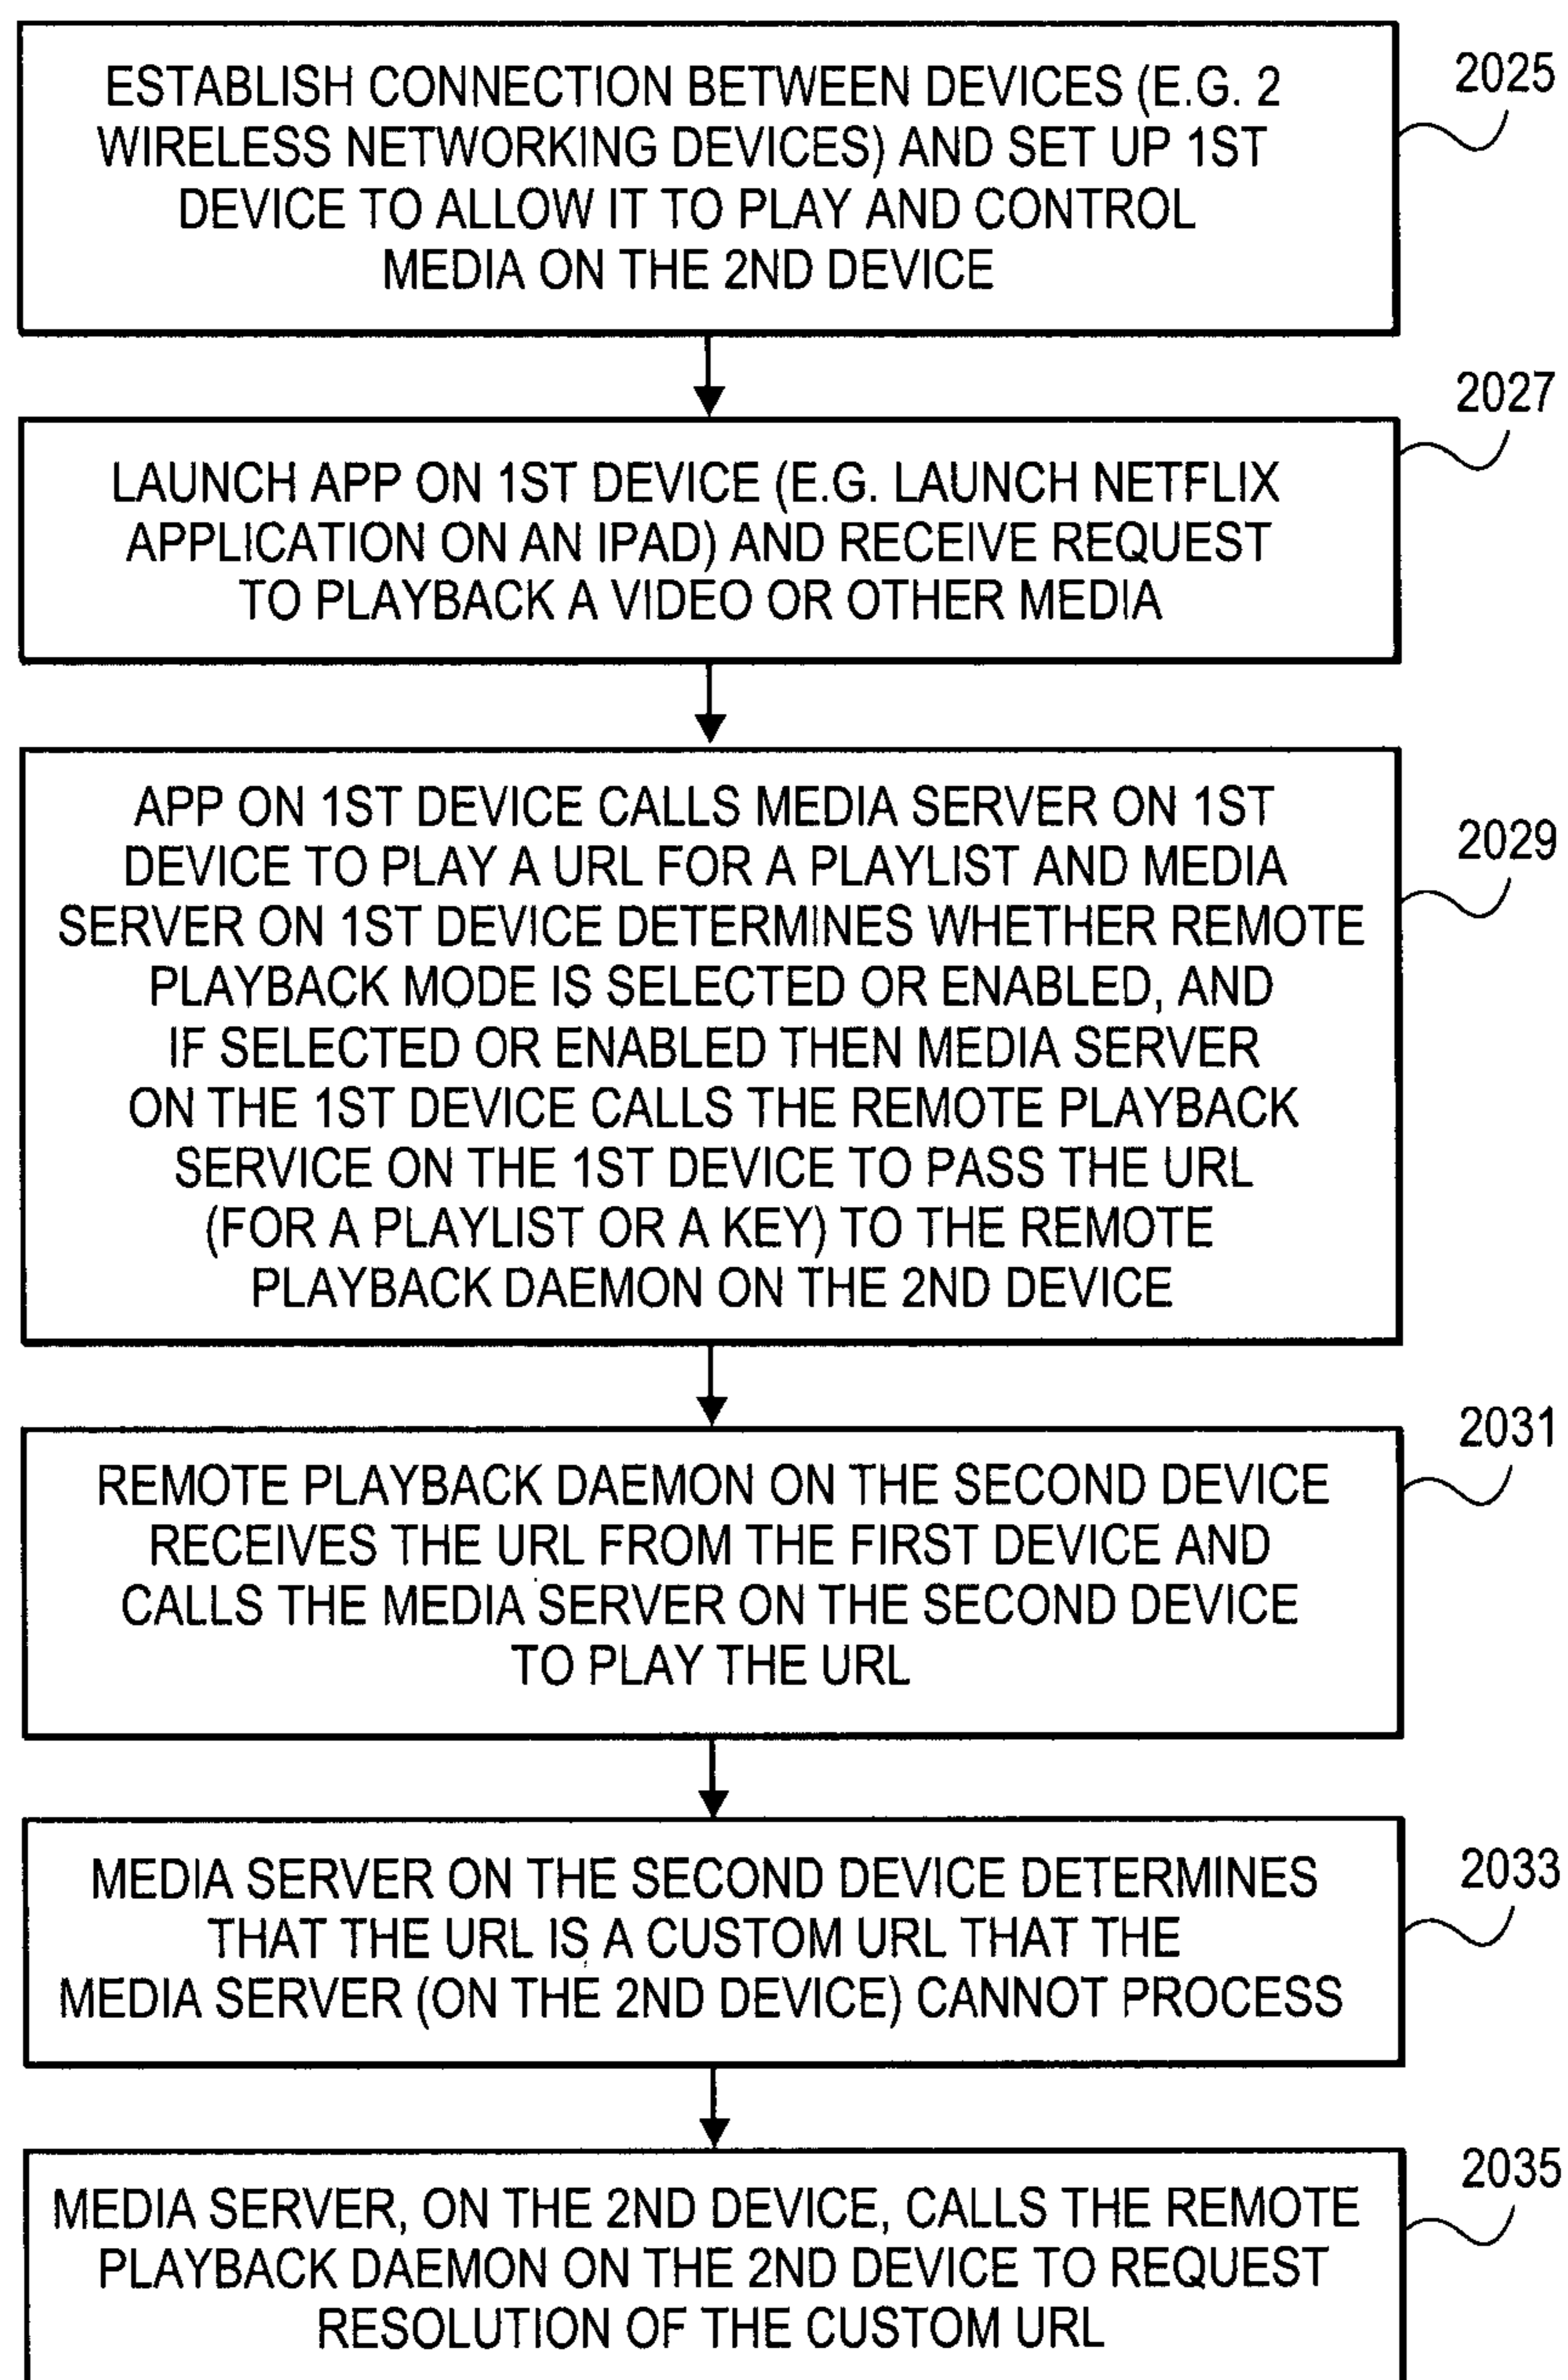 ESTABLISH CONNECTION BETWEEN DEVICES (E.G. 2
WIRELESS NETWORKING DEVICES) AND SET UP 1ST
DEVICE TO ALLOW IT TO PLAY AND CONTROL
MEDIA ON THE 2ND DEVICE
2025
LAUNCH APP ON 1ST DEVICE (E.G. LAUNCH NETFLIX
APPLICATION ON AN IPAD) AND RECEIVE REQUEST
TO PLAYBACK A VIDEO OR OTHER MEDIA
2027
APP ON 1ST DEVICE CALLS MEDIA SERVER ON 1ST
DEVICE TO PLAY A URL FOR A PLAYLIST AND MEDIA
SERVER ON 1ST DEVICE DETERMINES WHETHER REMOTE
PLAYBACK MODE IS SELECTED OR ENABLED, AND
IF SELECTED OR ENABLED THEN MEDIA SERVER
ON THE 1ST DEVICE CALLS THE REMOTE PLAYBACK
SERVICE ON THE 1ST DEVICE TO PASS THE URL
(FOR A PLAYLIST OR A KEY) TO THE REMOTE
PLAYBACK DAEMON ON THE 2ND DEVICE
2029
REMOTE PLAYBACK DAEMON ON THE SECOND DEVICE
RECEIVES THE URL FROM THE FIRST DEVICE AND
CALLS THE MEDIA SERVER ON THE SECOND DEVICE
TO PLAY THE URL
2031
MEDIA SERVER ON THE SECOND DEVICE DETERMINES
THAT THE URL IS A CUSTOM URL THAT THE
MEDIA SERVER (ON THE 2ND DEVICE) CANNOT PROCESS
2033
MEDIA SERVER, ON THE 2ND DEVICE, CALLS THE REMOTE
PLAYBACK DAEMON ON THE 2ND DEVICE TO REQUEST
RESOLUTION OF THE CUSTOM URL
2035